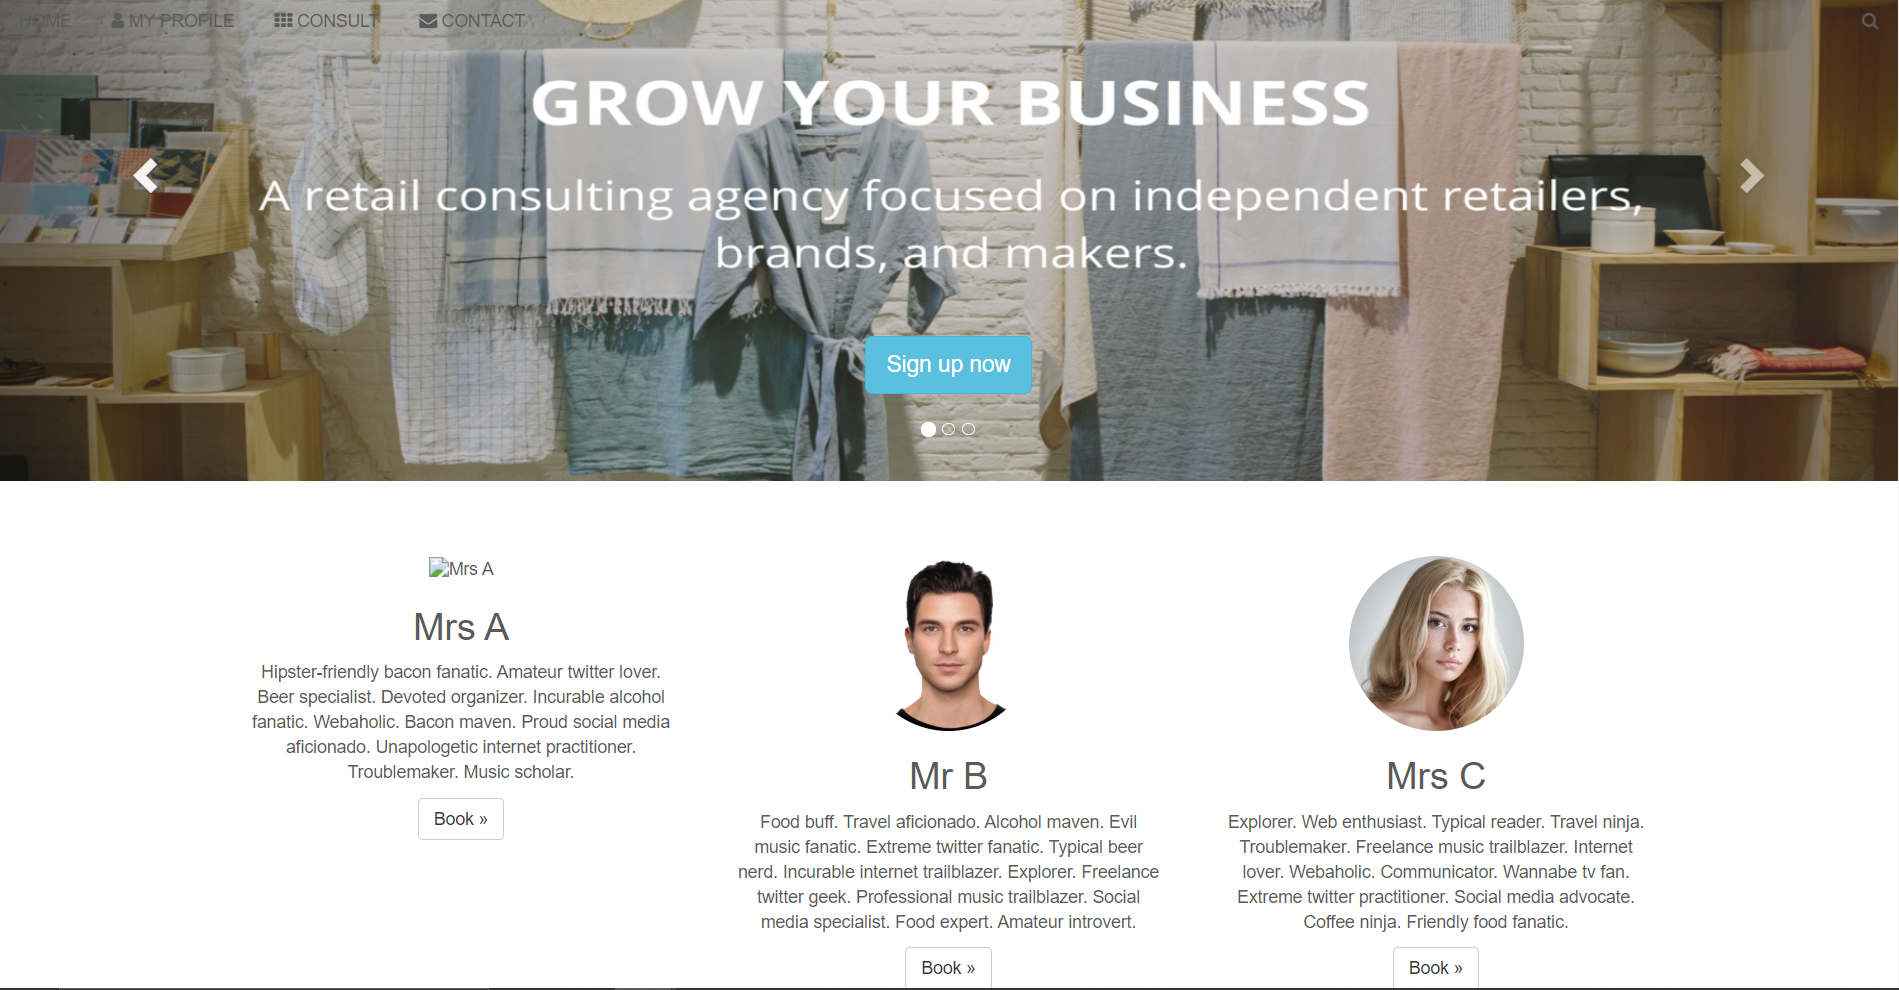 HOME MY PROFILE CONSULT CONTACT
GROW YOUR BUSINESS
A retail consulting agency focused on independent retailers,
brands, and makers.
Sign up now
Mrs A
Mrs A
Hipster-friendly bacon fanatic. Amateur twitter lover.
Beer specialist. Devoted organizer. Incurable alcohol
fanatic. Webaholic. Bacon maven. Proud social media
aficionado. Unapologetic internet practitioner.
Troublemaker. Music scholar.
Book »
Mr B
Food buff. Travel aficionado. Alcohol maven. Evil
music fanatic. Extreme twitter fanatic. Typical beer
nerd. Incurable internet trailblazer. Explorer. Freelance
twitter geek. Professional music trailblazer. Social
media specialist. Food expert. Amateur introvert.
Book »
Mrs C
Explorer. Web enthusiast. Typical reader. Travel ninja.
Troublemaker. Freelance music trailblazer. Internet
lover. Webaholic. Communicator. Wannabe tv fan.
Extreme twitter practitioner. Social media advocate.
Coffee ninja. Friendly food fanatic.
Book »